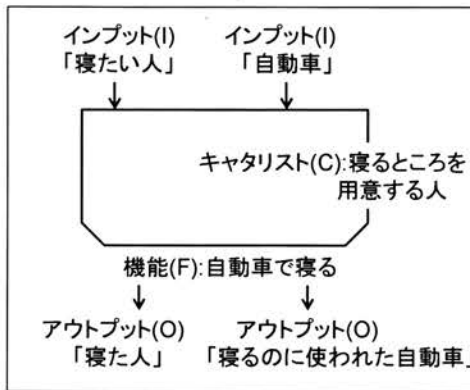 インプット(I) インプット(I)
「寝たい人」 「自動車」
キャタリスト(C):寝るところを
用意する人
機能(F):自動車で寝る
アウトプット(O) アウトプット(O)
「寝た人」 「寝るのに使われた自動車」